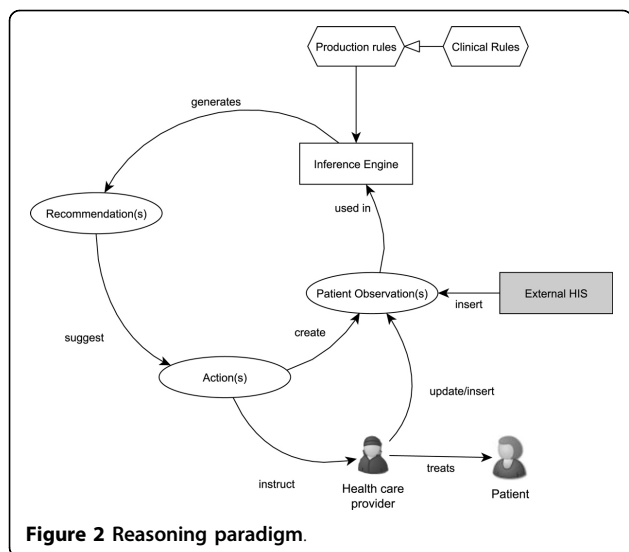 Production rules
Clinical Rules
generates
Inference Engine
used in
Recommendation(s)
Patient Observation(s)
insert
External HIS
suggest
create
Action(s)
update/insert
instruct
treats
Health care
provider
Patient
Figure 2 Reasoning paradigm.